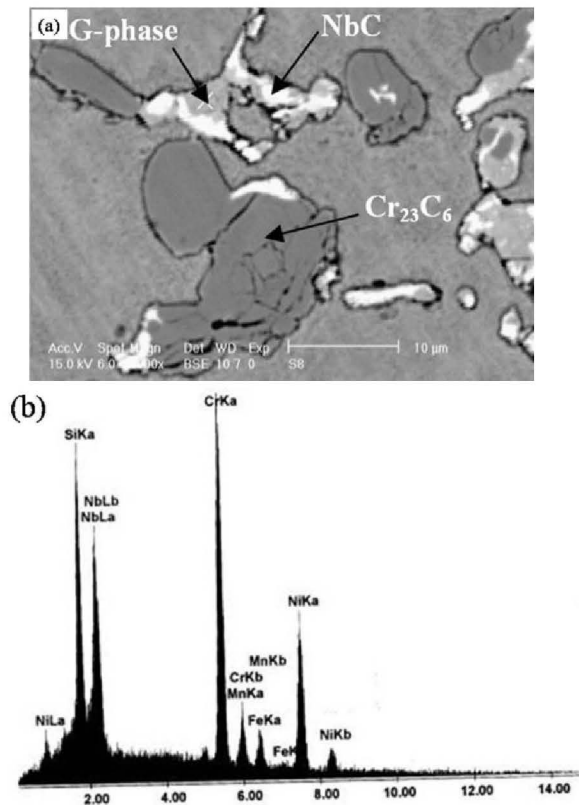 (a) G-phase NbC
Cr23C6
Acc.V Det WD Exp 10 µm
15.0 kV BSE 10.7 0 S8
(b)
CrKa
SiKa
NbLb
NbLa
NiKa
MnKb
CrKb
MnKa
FeKa
NiLa
NiKb
2.00 4.00 6.00 8.00 10.00 12.00 14.00